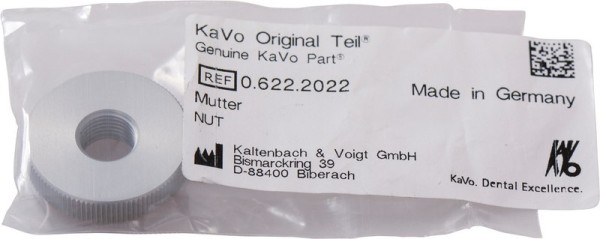 KaVo Original Teil®
Genuine KaVo Part®
REF 0.622.2022
Made in Germany
Mutter
NUT
Kaltenbach & Voigt GmbH
Bismarckring 39
D-88400 Biberach
KaVo
KaVo. Dental Excellence.